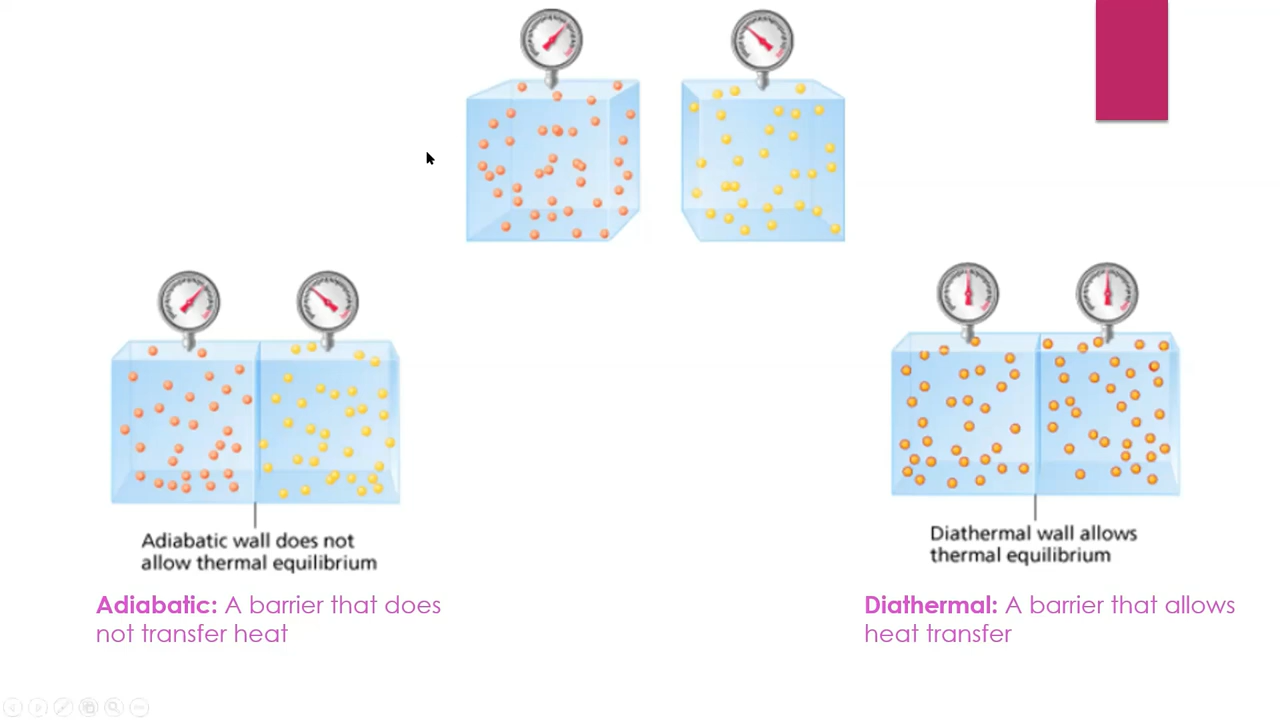 Adiabatic wall does not
allow thermal equilibrium
Adiabatic: A barrier that does
not transfer heat
Diathermal wall allows
thermal equilibrium
Diathermal: A barrier that allows
heat transfer